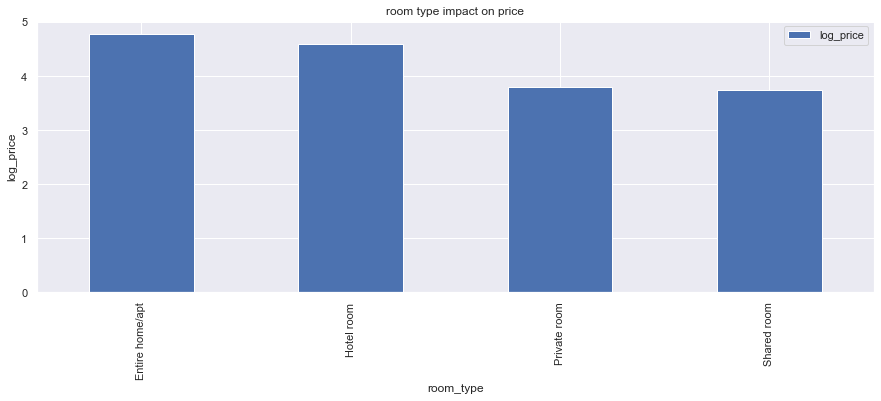 room type impact on price
log_price
log_price
5
4
3
2
1
0
Entire home/apt
Hotel room
Private room
Shared room
room_type